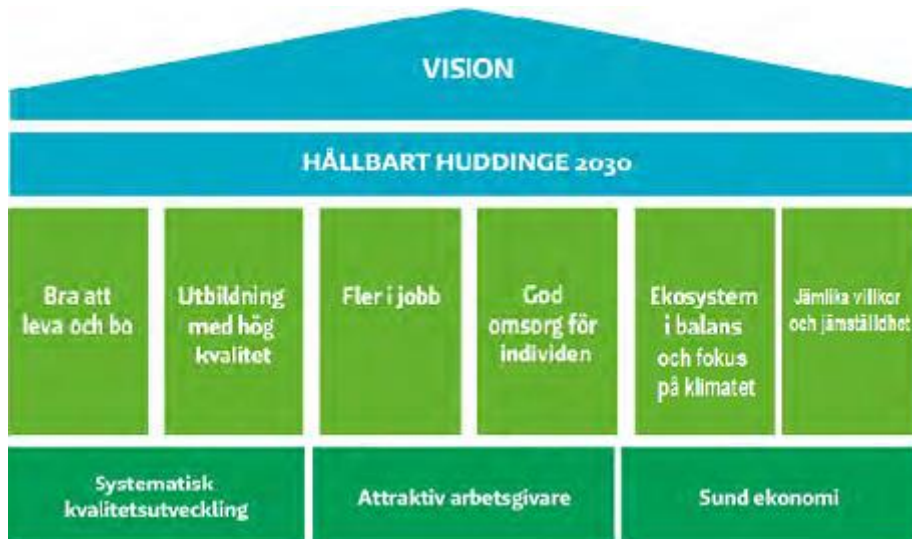 VISION
HÅLLBART HUDDINGE 2030
Bra att
leva och bo
Utbildning
med hög
kvalitet
Fler i jobb
God
omsorg för
individen
Ekosystem
i balans
och fokus
på klimatet
Jämlika villkor
och jämställdhet
Systematisk
kvalitetsutveckling
Attraktiv arbetsgivare
Sund ekonomi